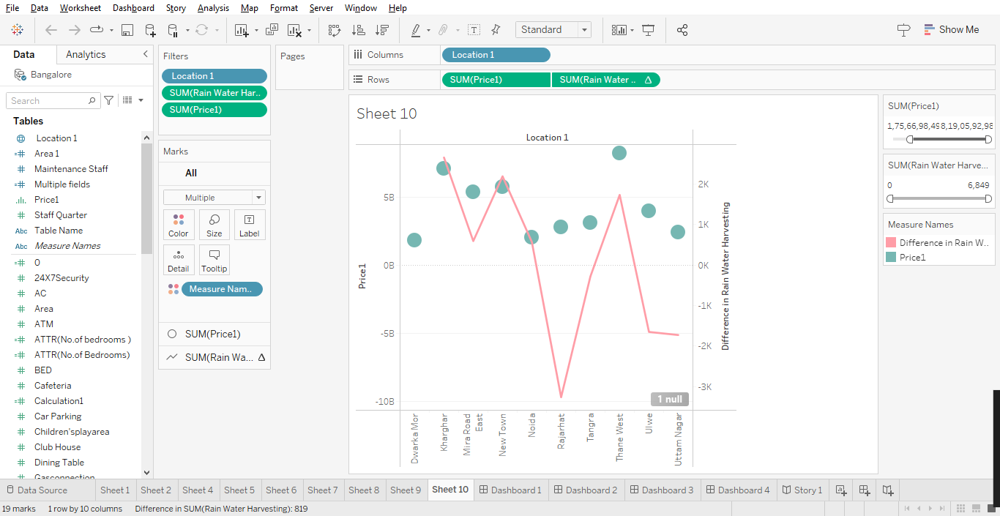 File Data Worksheet Dashboard Story Analysis Map Format Server Window Help
Standard
Show Me
Data Analytics
Bangalore
Search
Tables
Location 1
Area 1
Maintenance Staff
Multiple fields
Price1
Staff Quarter
Abc Table Name
Abc Measure Names
0
24X7Security
AC
Area
ATM
ATTR(No.of bedrooms )
ATTR(No.of Bedrooms)
BED
Cafeteria
Calculation1
Car Parking
Children'splayarea
Club House
Dining Table
Gasconnection
Filters
Location 1
SUM(Rain Water Har..
SUM(Price1)
Marks
All
Multiple
Color Size Label
Detail Tooltip
Measure Nam..
SUM(Price1)
SUM(Rain Wa... Δ
Pages
Columns Location 1
Rows SUM(Price1) SUM(Rain Water .. Δ
Sheet 10
Location 1
Price1
5B
0B
-5B
-10B
2K
1K
0K
-1K
-2K
-3K
Difference in Rain Water Harvesting
1 null
Dwarka Mor
Kharghar
Mira Road
East
New Town
Noida
Rajarhat
Tangra
Thane West
Ulwe
Uttam Nagar
SUM(Price1)
1,75,66,98,498,19,05,92,98
SUM(Rain Water Harve...
0 6,849
Measure Names
Difference in Rain W..
Price1
Data Source Sheet 1 Sheet 2 Sheet 4 Sheet 5 Sheet 6 Sheet 7 Sheet 8 Sheet 9 Sheet 10 Dashboard 1 Dashboard 2 Dashboard 3 Dashboard 4 Story 1
19 marks 1 row by 10 columns Difference in SUM(Rain Water Harvesting): 819